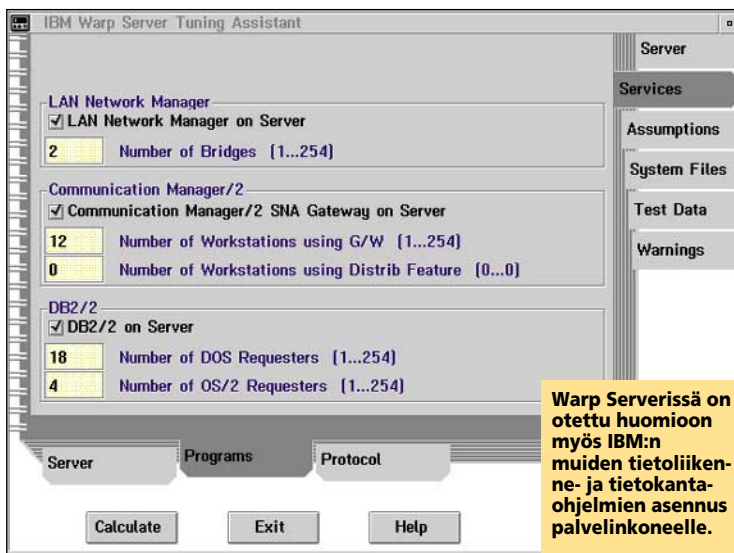 IBM Warp Server Tuning Assistant
LAN Network Manager
LAN Network Manager on Server
2 Number of Bridges (1...254)
Communication Manager/2
Communication Manager/2 SNA Gateway on Server
12 Number of Workstations using G/W (1...254)
0 Number of Workstations using Distrib Feature (0...0)
DB2/2
DB2/2 on Server
18 Number of DOS Requesters (1...254)
4 Number of OS/2 Requesters (1...254)
Server
Services
Assumptions
System Files
Test Data
Warnings
Server
Programs
Protocol
Calculate
Exit
Help
Warp Serverissä on
otettu huomioon
myös IBM:n
muiden tietoliiken-
ne- ja tietokanta-
ohjelmien asennus
palvelinkoneelle.